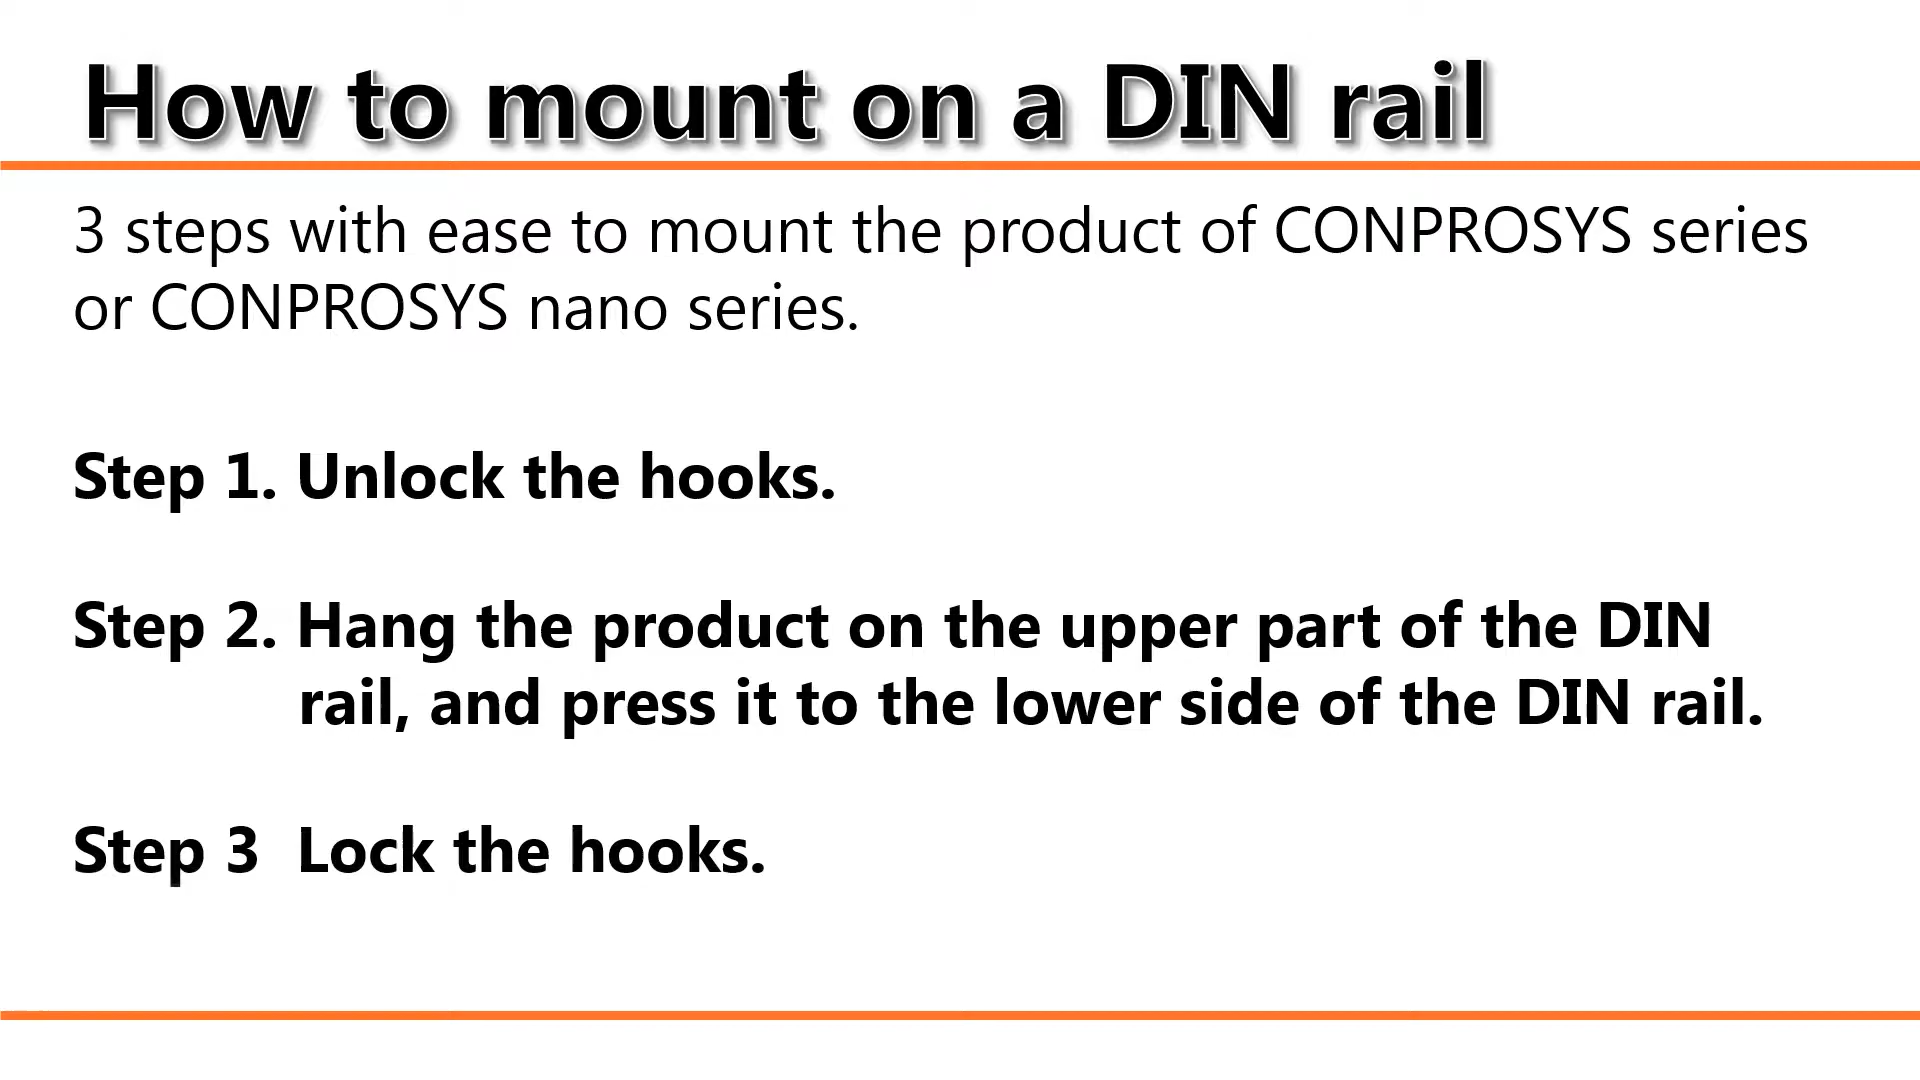 How to mount on a DIN rail
3 steps with ease to mount the product of CONPROSYS series
or CONPROSYS nano series.
Step 1. Unlock the hooks.
Step 2. Hang the product on the upper part of the DIN
rail, and press it to the lower side of the DIN rail.
Step 3  Lock the hooks.